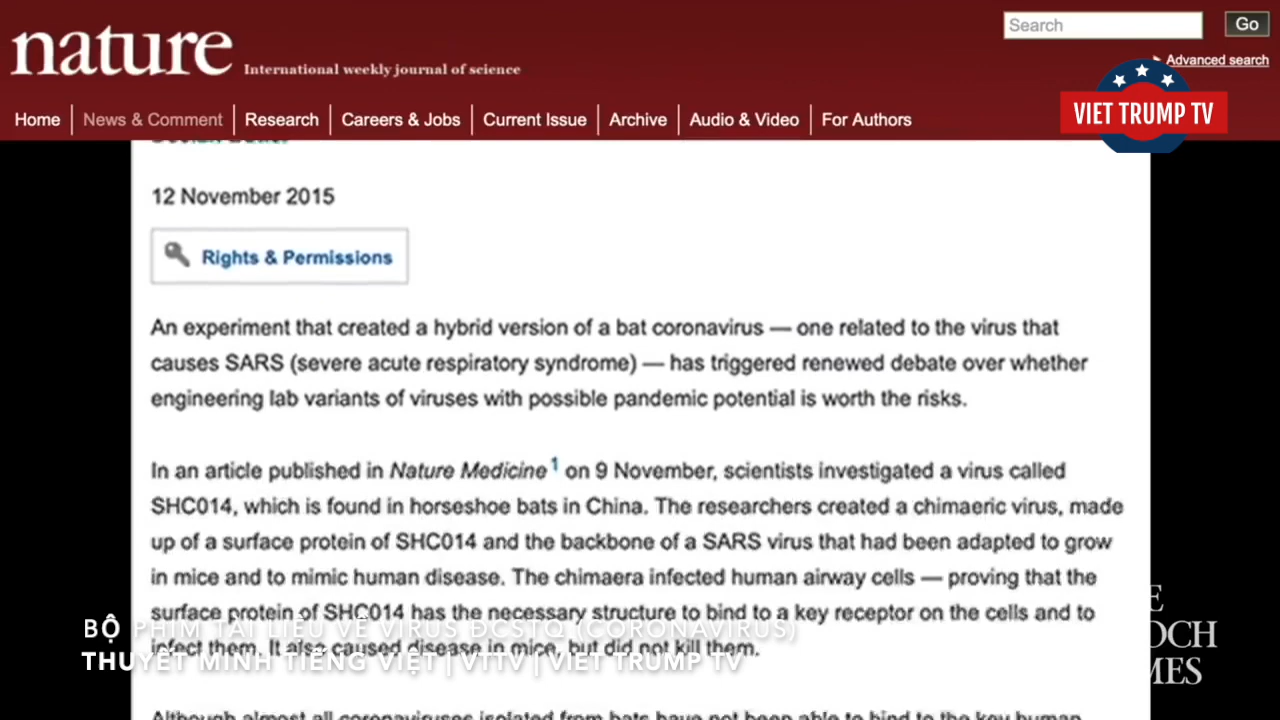 nature
International weekly journal of science
Search
Go
Advanced search
Home
News & Comment
Research
Careers & Jobs
Current Issue
Archive
Audio & Video
For Authors
VIET TRUMP TV
12 November 2015
Rights & Permissions
An experiment that created a hybrid version of a bat coronavirus — one related to the virus that
causes SARS (severe acute respiratory syndrome) — has triggered renewed debate over whether
engineering lab variants of viruses with possible pandemic potential is worth the risks.
In an article published in Nature Medicine 1 on 9 November, scientists investigated a virus called
SHC014, which is found in horseshoe bats in China. The researchers created a chimaeric virus, made
up of a surface protein of SHC014 and the backbone of a SARS virus that had been adapted to grow
in mice and to mimic human disease. The chimaera infected human airway cells — proving that the
surface protein of SHC014 has the necessary structure to bind to a key receptor on the cells and to
infect them. It also caused disease in mice, but did not kill them.
Although almost all coronaviruses isolated from bats have not been able to bind to the key human
BỘ PHIM TÀI LIỆU VỀ VIRUS ĐCSTQ (CORONAVIRUS)
THUYẾT MINH TIẾNG VIỆT | VTTV | VIET TRUMP TV